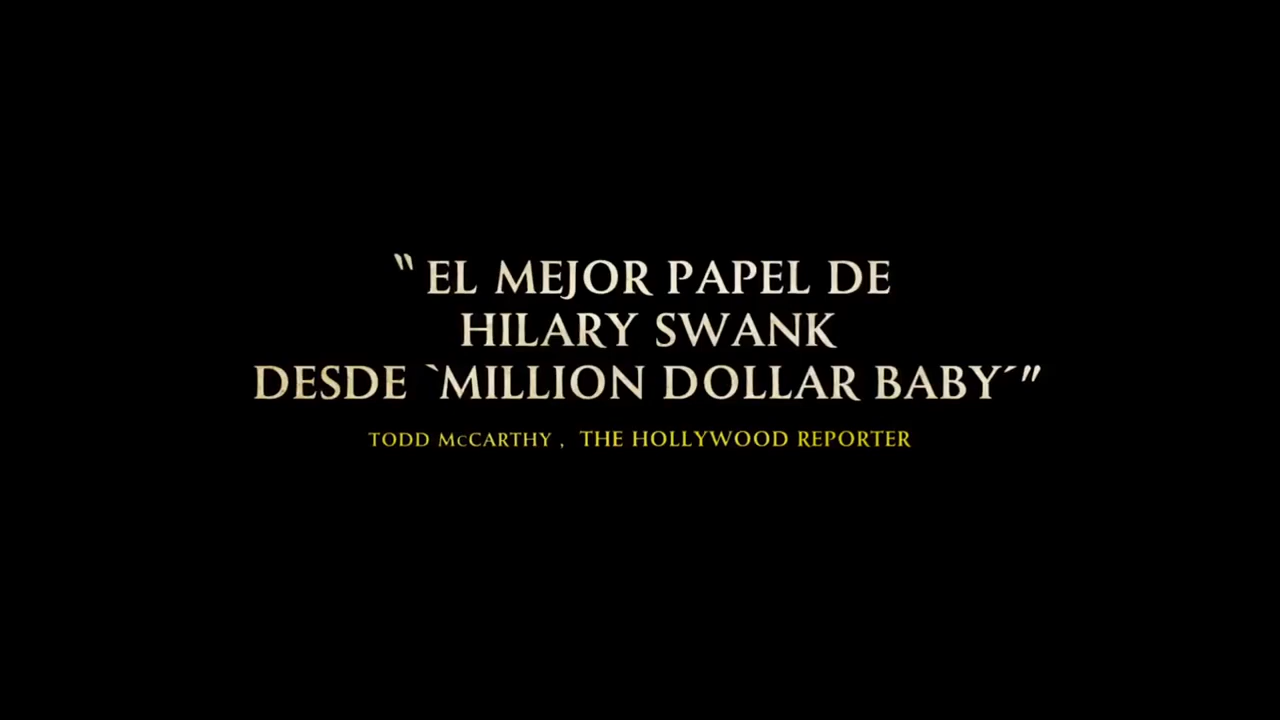 “ EL MEJOR PAPEL DE
HILARY SWANK
DESDE `MILLION DOLLAR BABY´”
TODD McCARTHY , THE HOLLYWOOD REPORTER